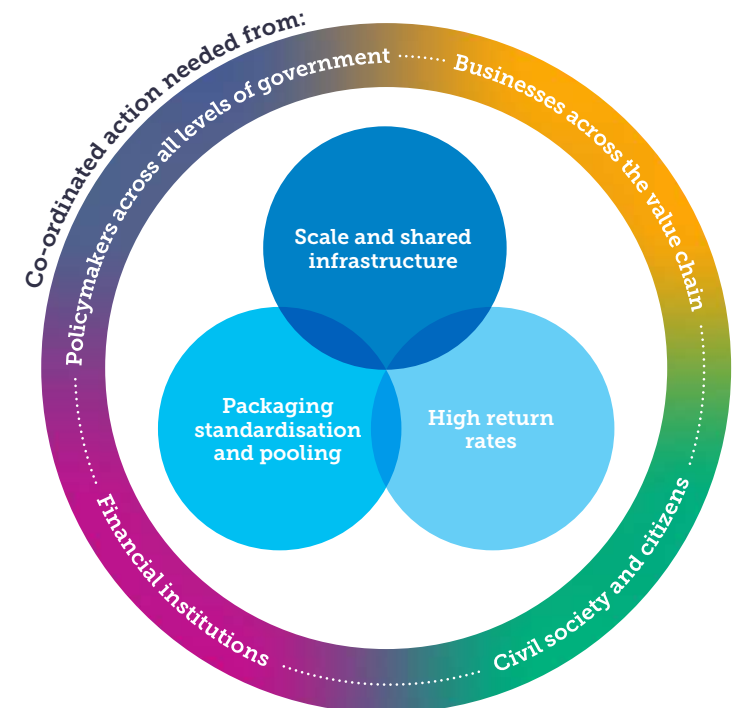 Co-ordinated action needed from:
Policymakers across all levels of government
Businesses across the value chain
Civil society and citizens
Financial institutions
Scale and shared
infrastructure
Packaging
standardisation
and pooling
High return
rates